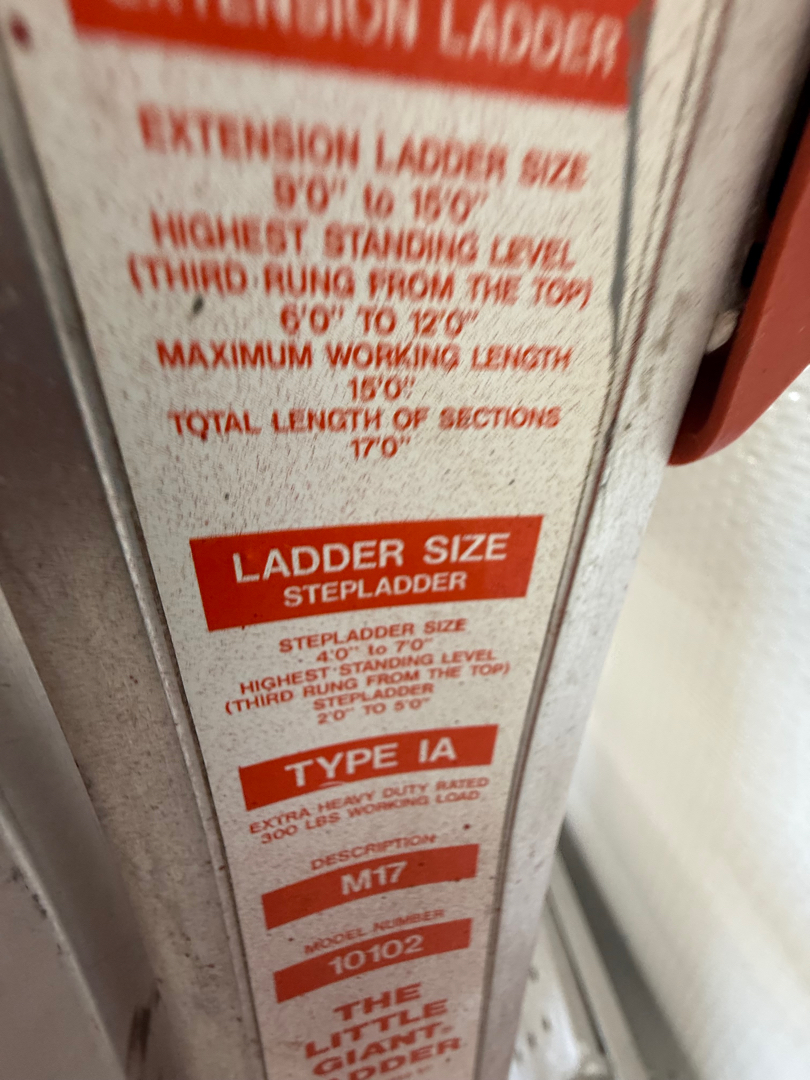 EXTENSION LADDER
EXTENSION LADDER SIZE
9'0" to 15'0"
HIGHEST STANDING LEVEL
(THIRD RUNG FROM THE TOP)
6'0" TO 12'0"
MAXIMUM WORKING LENGTH
15'0"
TOTAL LENGTH OF SECTIONS
17'0"
LADDER SIZE
STEPLADDER
STEPLADDER SIZE
4'0" to 7'0"
HIGHEST STANDING LEVEL
(THIRD RUNG FROM THE TOP)
STEPLADDER
2'0" TO 5'0"
TYPE IA
EXTRA HEAVY DUTY RATED
300 LBS WORKING LOAD
DESCRIPTION
M17
MODEL NUMBER
10102
THE
LITTLE
GIANT®
LADDER